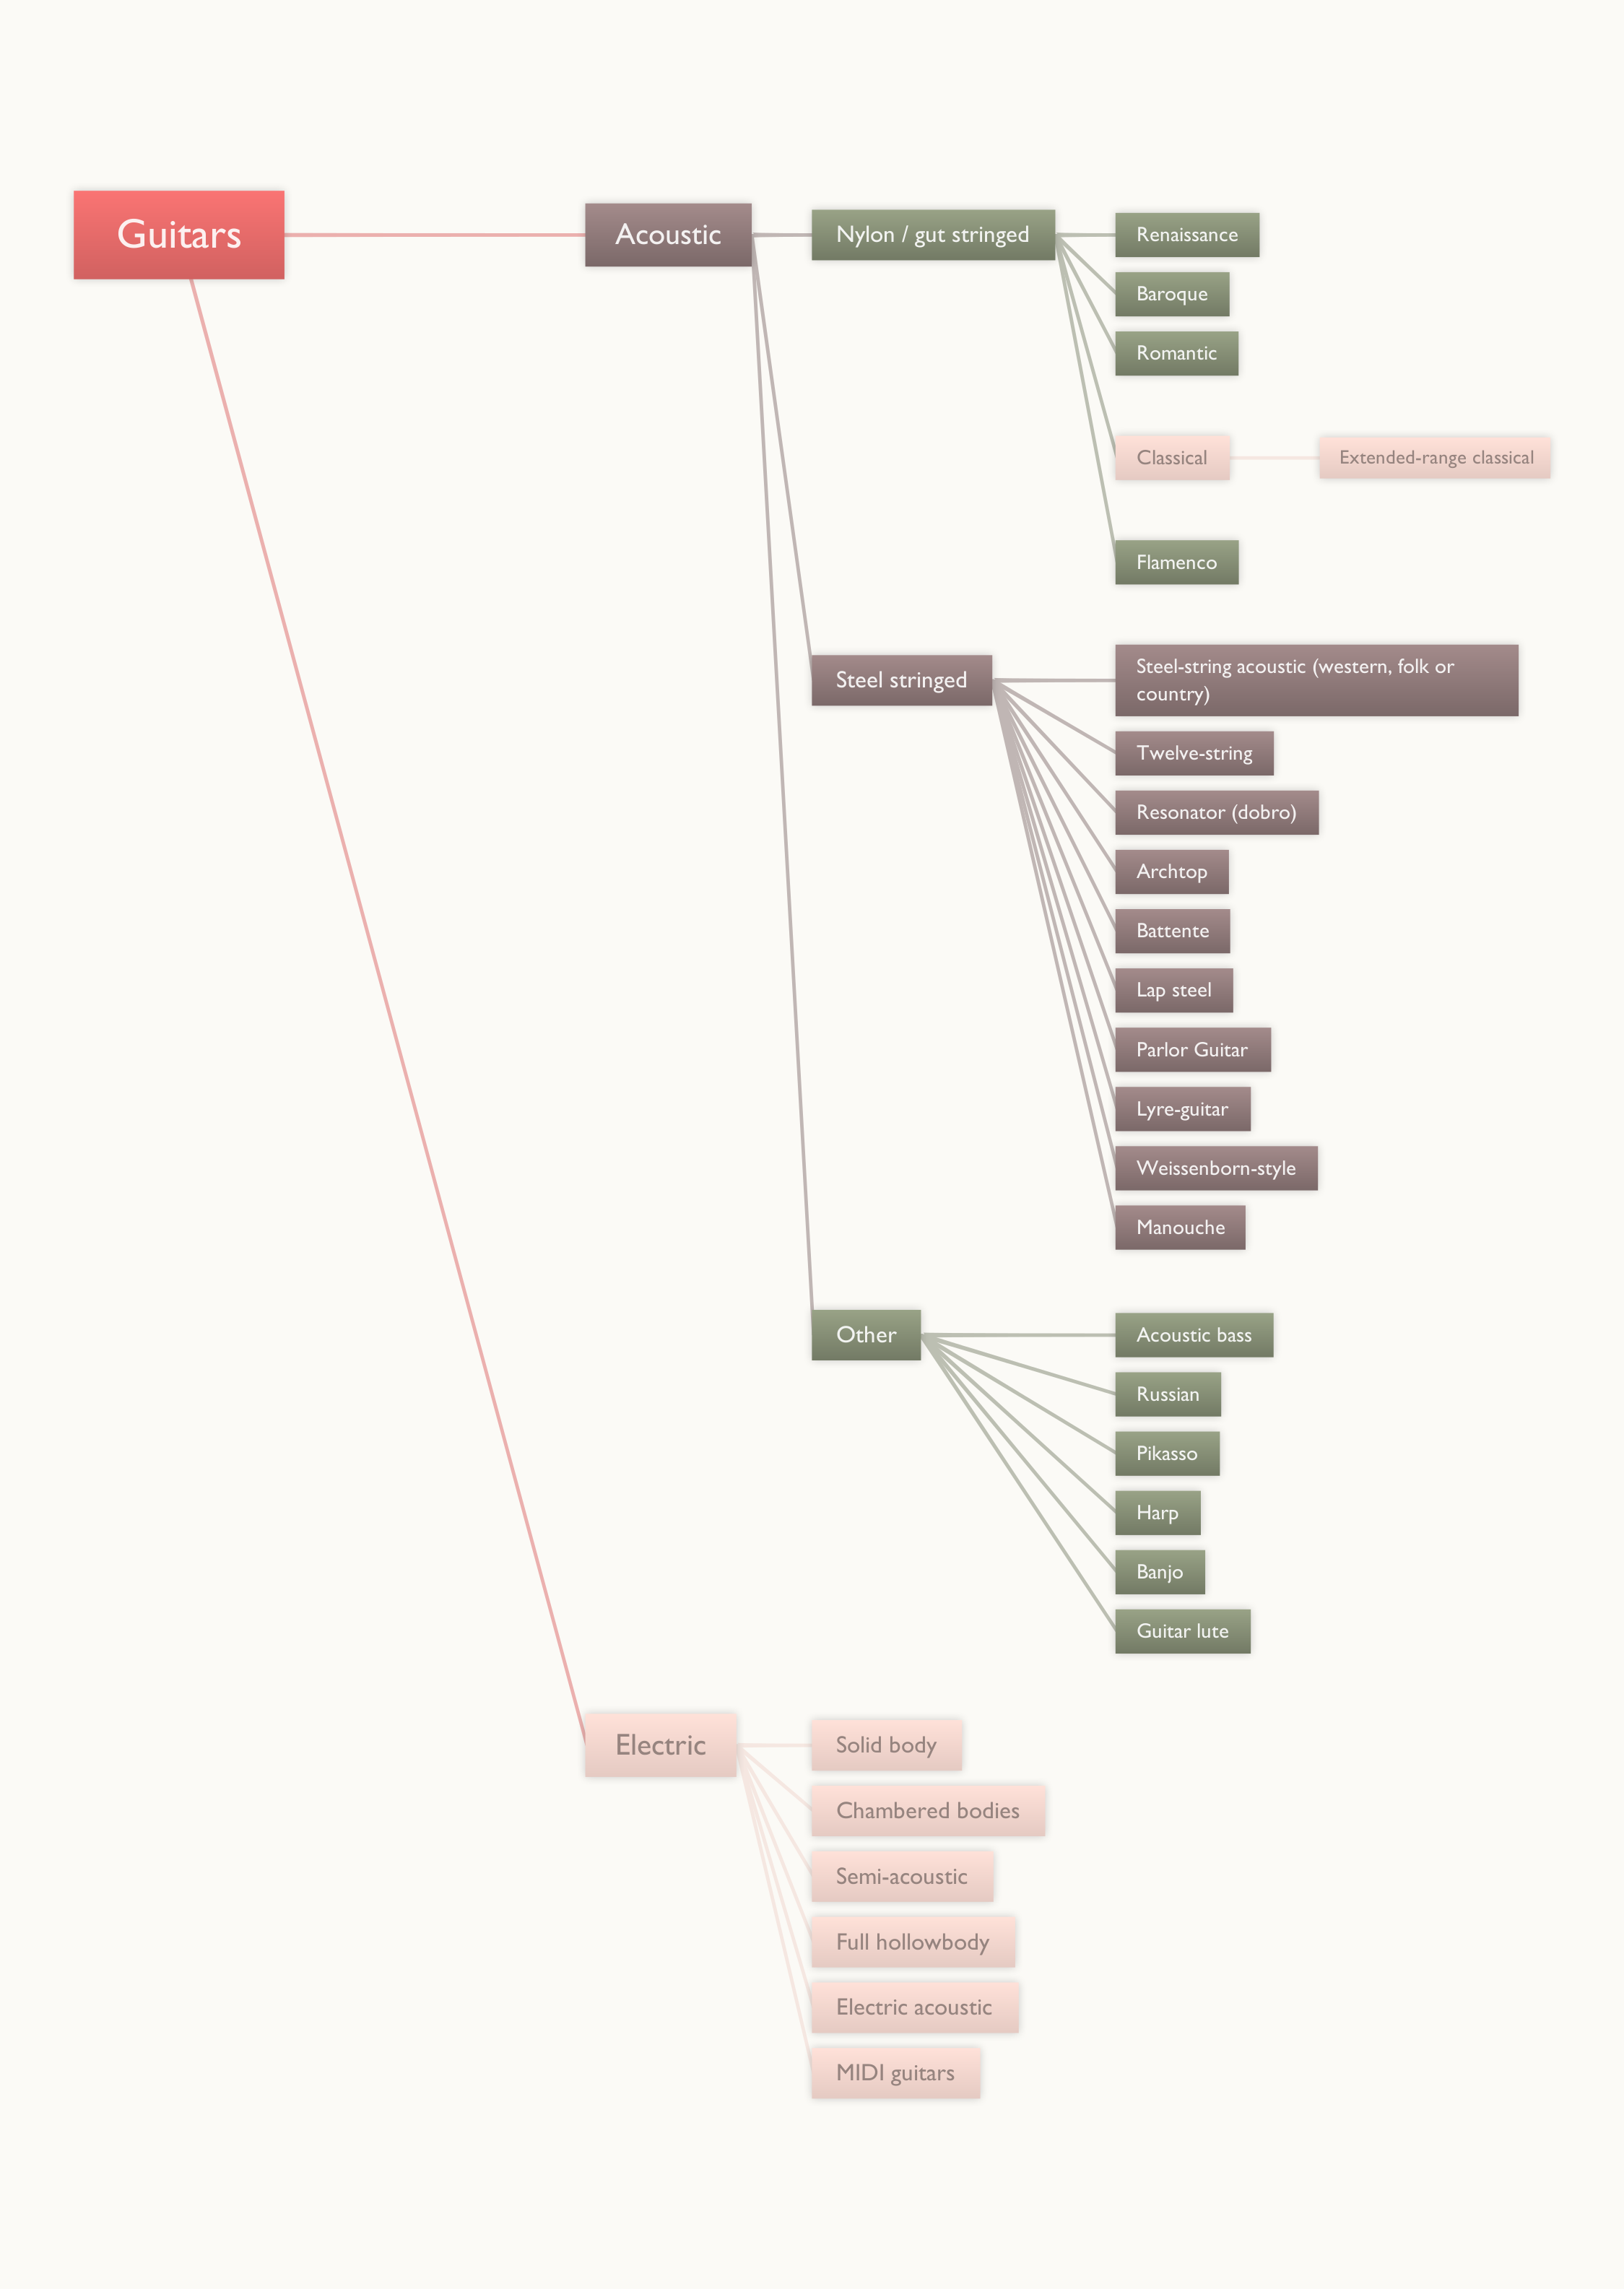 Guitars
Acoustic
Nylon / gut stringed
Renaissance
Baroque
Romantic
Classical
Extended-range classical
Flamenco
Steel stringed
Steel-string acoustic (western, folk or
country)
Twelve-string
Resonator (dobro)
Archtop
Battente
Lap steel
Parlor Guitar
Lyre-guitar
Weissenborn-style
Manouche
Other
Acoustic bass
Russian
Pikasso
Harp
Banjo
Guitar lute
Electric
Solid body
Chambered bodies
Semi-acoustic
Full hollowbody
Electric acoustic
MIDI guitars